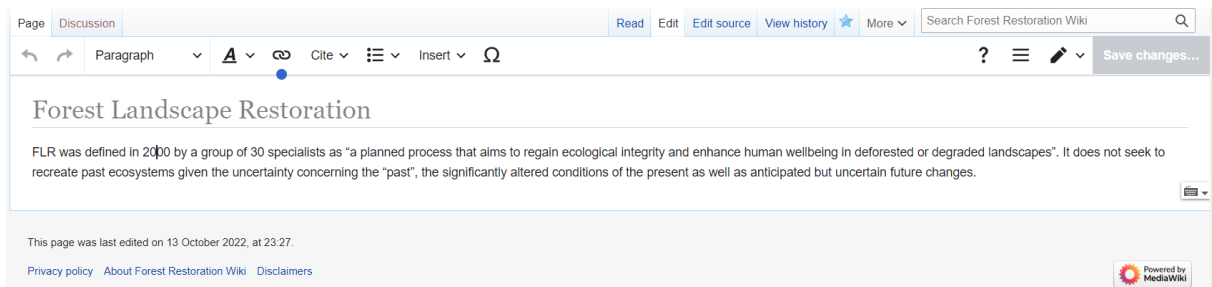 Page Discussion Read Edit Edit source View history More Search Forest Restoration Wiki
Paragraph A Cite Insert Ω ? Save changes...
Forest Landscape Restoration
FLR was defined in 2000 by a group of 30 specialists as “a planned process that aims to regain ecological integrity and enhance human wellbeing in deforested or degraded landscapes”. It does not seek to
recreate past ecosystems given the uncertainty concerning the “past”, the significantly altered conditions of the present as well as anticipated but uncertain future changes.
This page was last edited on 13 October 2022, at 23:27.
Privacy policy About Forest Restoration Wiki Disclaimers
Powered by
MediaWiki